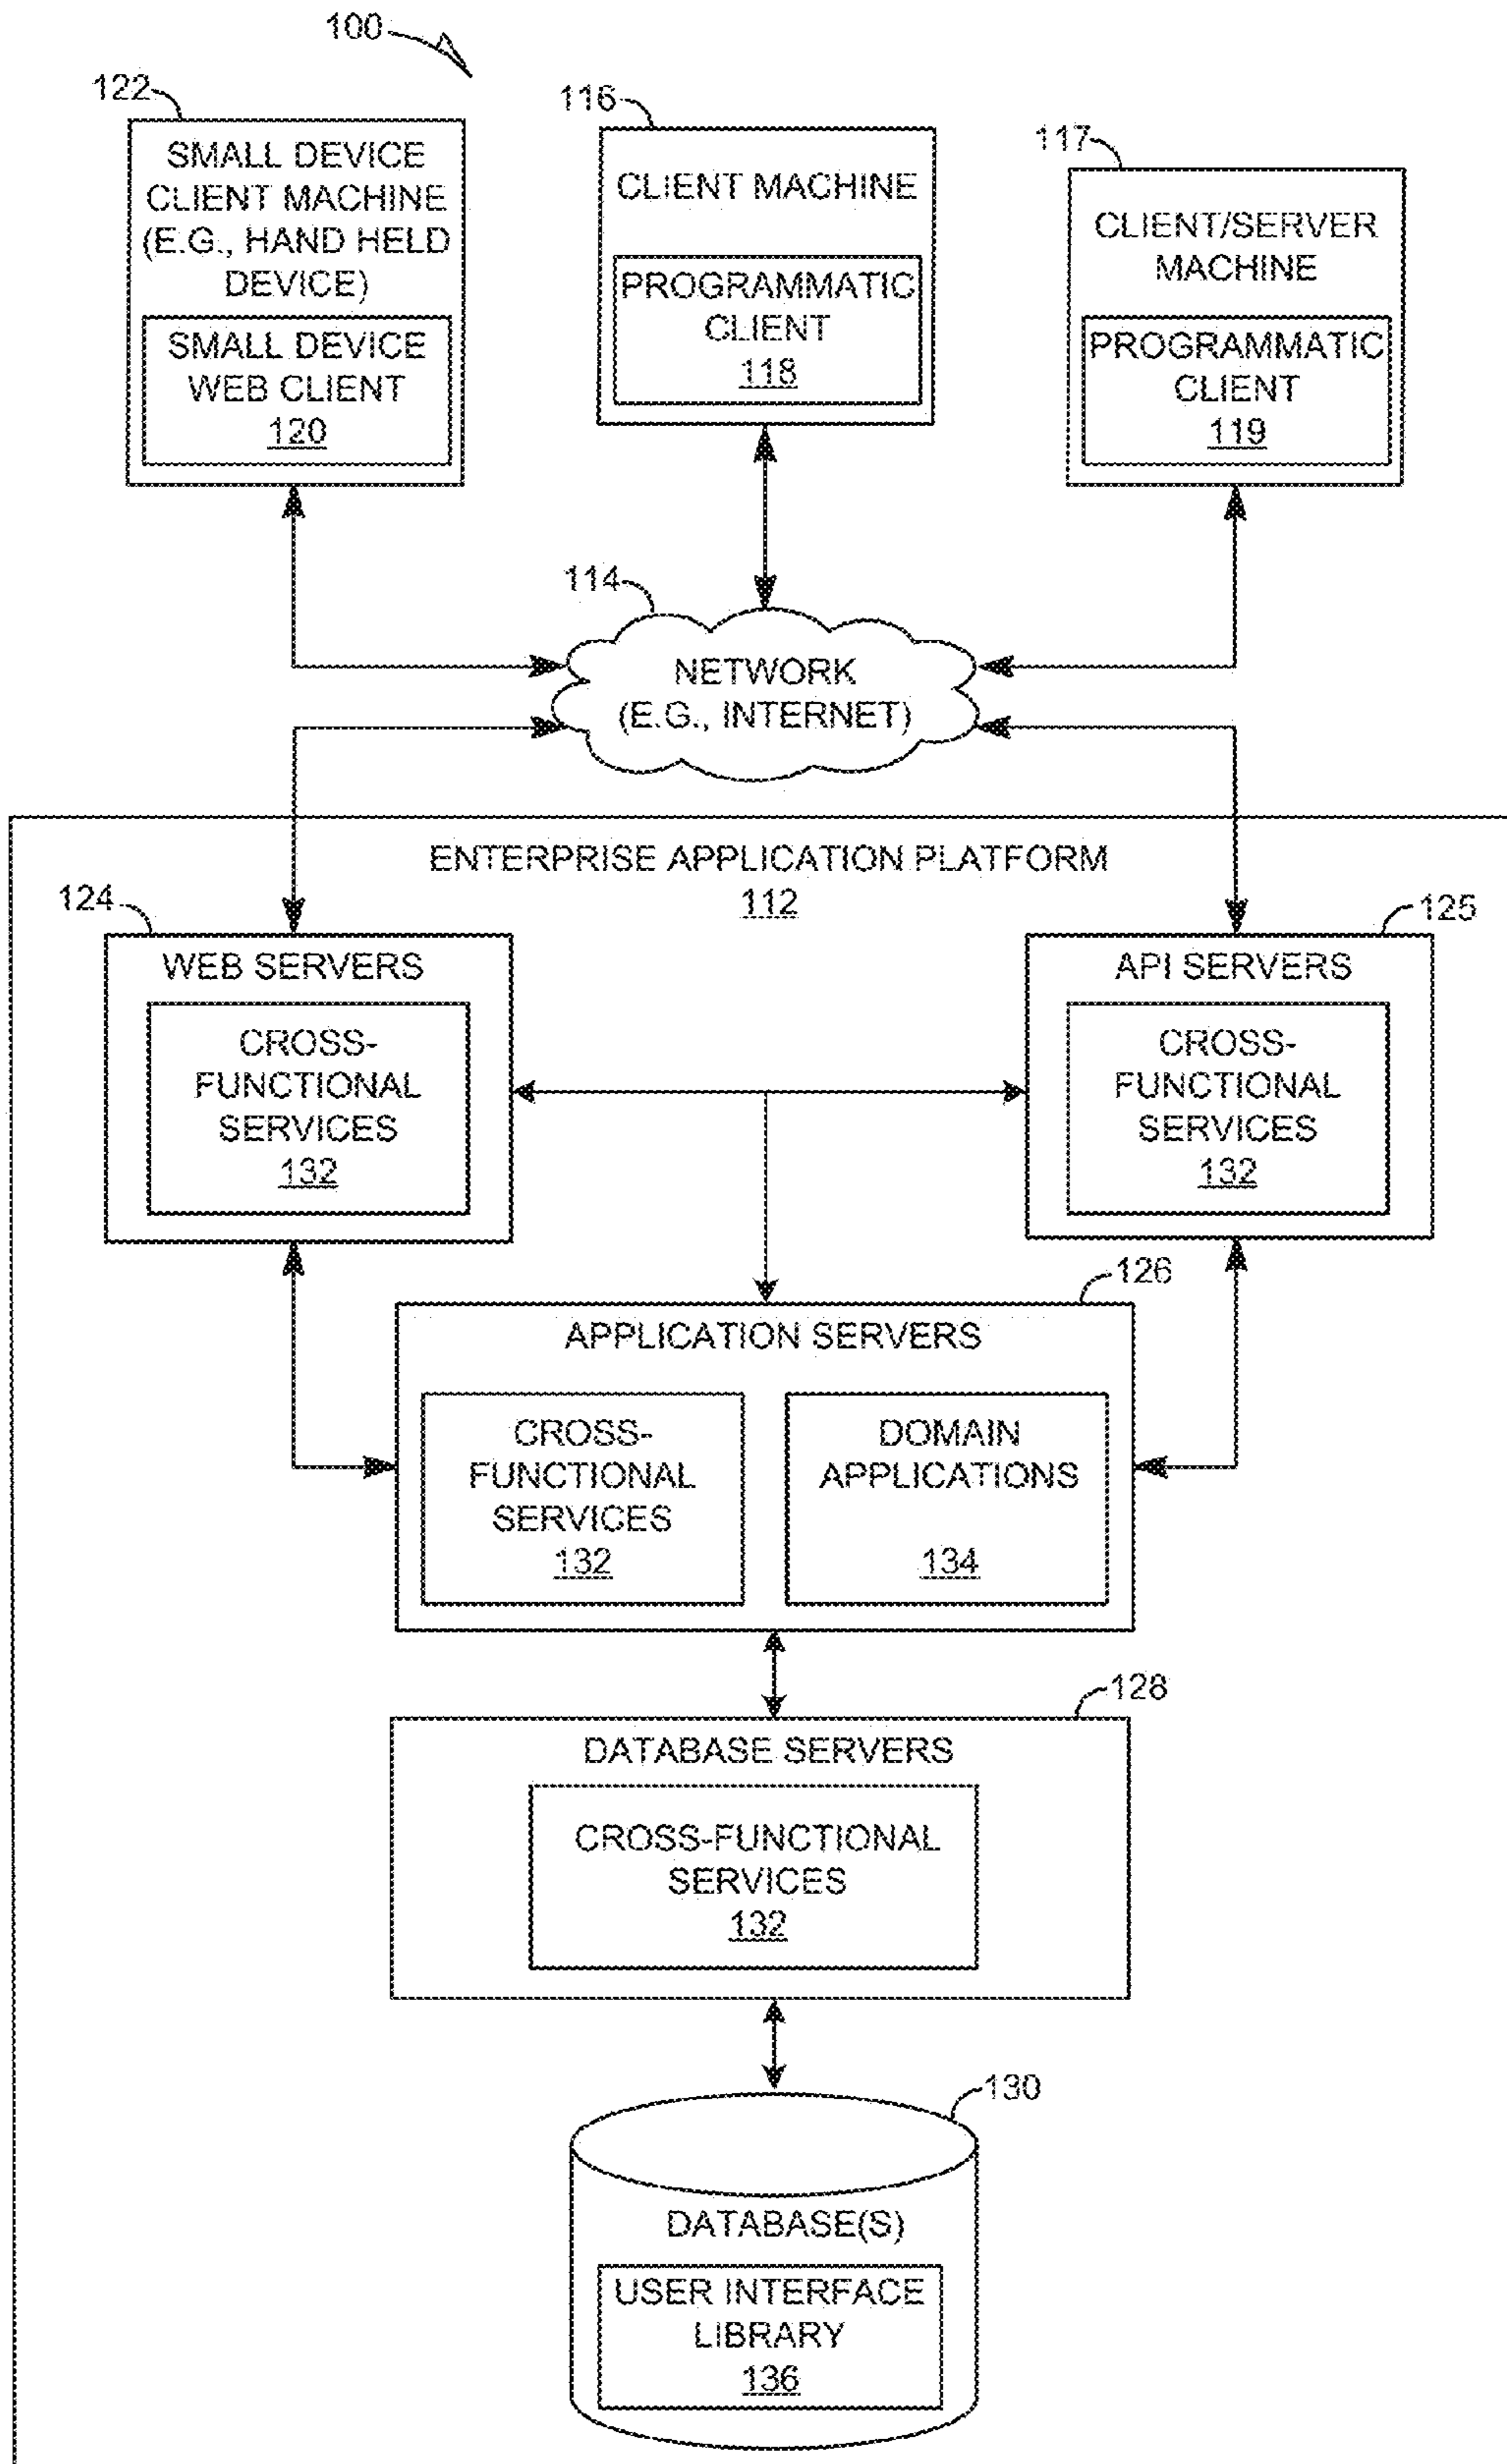 100
122
SMALL DEVICE
CLIENT MACHINE
(E.G., HAND HELD
DEVICE)
SMALL DEVICE
WEB CLIENT
120
116
CLIENT MACHINE
PROGRAMMATIC
CLIENT
118
117
CLIENT/SERVER
MACHINE
PROGRAMMATIC
CLIENT
119
114
NETWORK
(E.G., INTERNET)
ENTERPRISE APPLICATION PLATFORM
112
124
WEB SERVERS
CROSS-
FUNCTIONAL
SERVICES
132
125
API SERVERS
CROSS-
FUNCTIONAL
SERVICES
132
126
APPLICATION SERVERS
CROSS-
FUNCTIONAL
SERVICES
132
DOMAIN
APPLICATIONS
134
128
DATABASE SERVERS
CROSS-FUNCTIONAL
SERVICES
132
130
DATABASE(S)
USER INTERFACE
LIBRARY
136